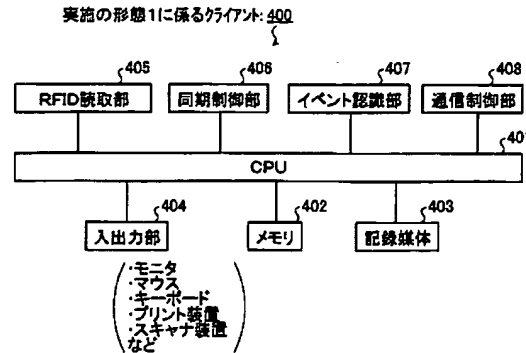 実施の形態1に係るクライアント: 400
405
406
407
408
RFID読取部
同期制御部
イベント認識部
通信制御部
CPU
404
402
403
入出力部
メモリ
記録媒体
・モニタ
・マウス
・キーボード
・プリント装置
・スキャナ装置
など